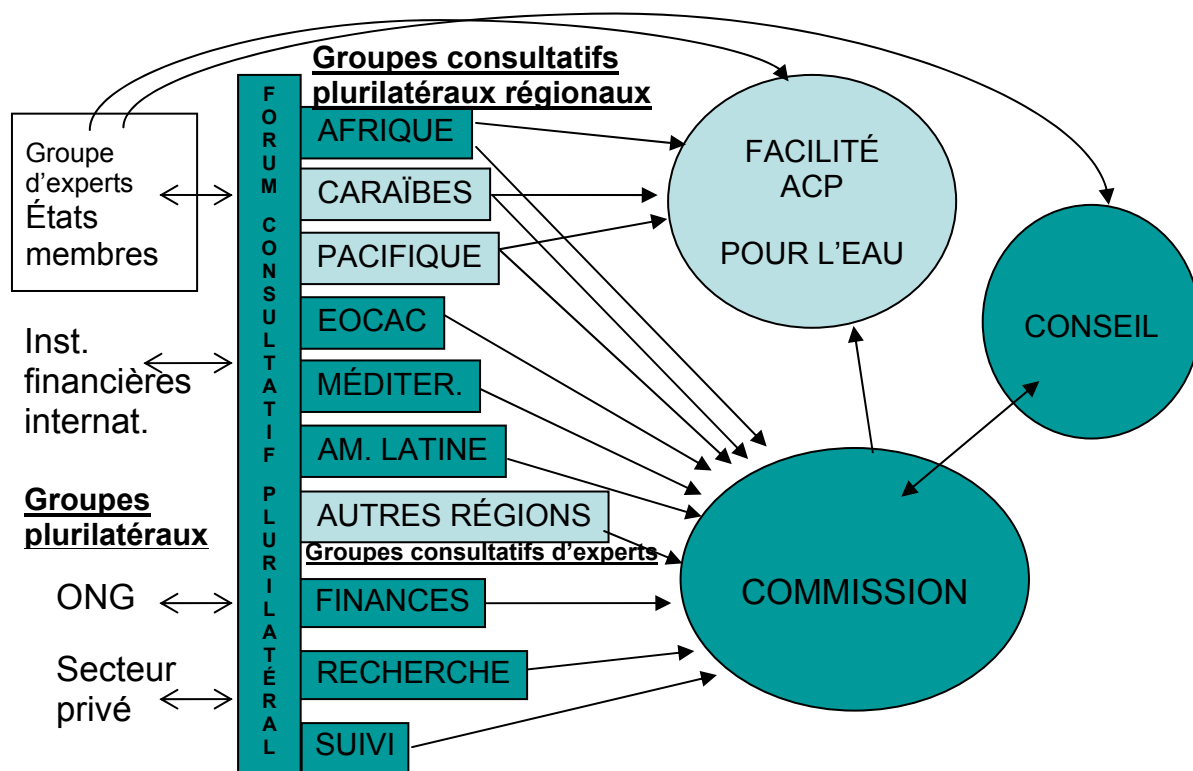 Groupe
d'experts
États
membres
Inst.
financières
internat.
Groupes
plurilatéraux
ONG
Secteur
privé
FORUM CONSULTATIF PLURILATÉRAL
Groupes consultatifs
plurilatéraux régionaux
AFRIQUE
CARAÏBES
PACIFIQUE
EOCAC
MÉDITER.
AM. LATINE
AUTRES RÉGIONS
Groupes consultatifs d'experts
FINANCES
RECHERCHE
SUIVI
FACILITÉ
ACP
POUR L'EAU
CONSEIL
COMMISSION